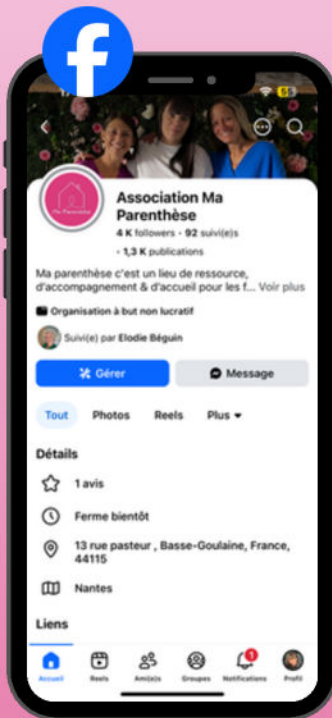 Ma Parenthèse
Association Ma
Parenthèse
4 K followers • 92 suivi(e)s
• 1,3 K publications
Ma parenthèse c'est un lieu de ressource,
d'accompagnement & d'accueil pour les f... Voir plus
Organisation à but non lucratif
Suivi(e) par Elodie Béguin
Gérer
Message
Tout Photos Reels Plus
Détails
1 avis
Ferme bientôt
13 rue pasteur , Basse-Goulaine, France,
44115
Nantes
Liens
1
Accueil Reels Ami(e)s Groupes Notifications Profil